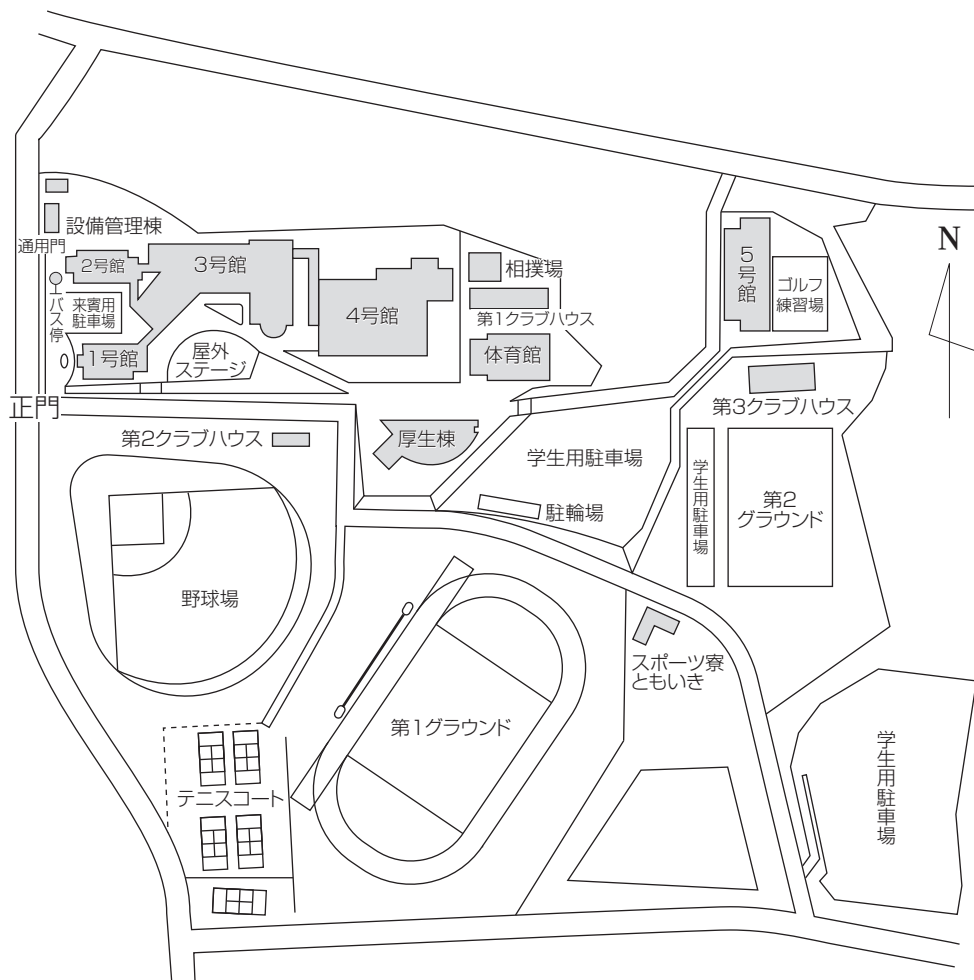 設備管理棟
通用門
2号館
3号館
バス停
来賓用
駐車場
1号館
屋外
ステージ
4号館
相撲場
第1クラブハウス
体育館
5号館
ゴルフ
練習場
N
正門
第2クラブハウス
厚生棟
学生用駐車場
駐輪場
第3クラブハウス
学生用駐車場
第2
グラウンド
野球場
第1グラウンド
スポーツ寮
ともいき
テニスコート
学生用駐車場